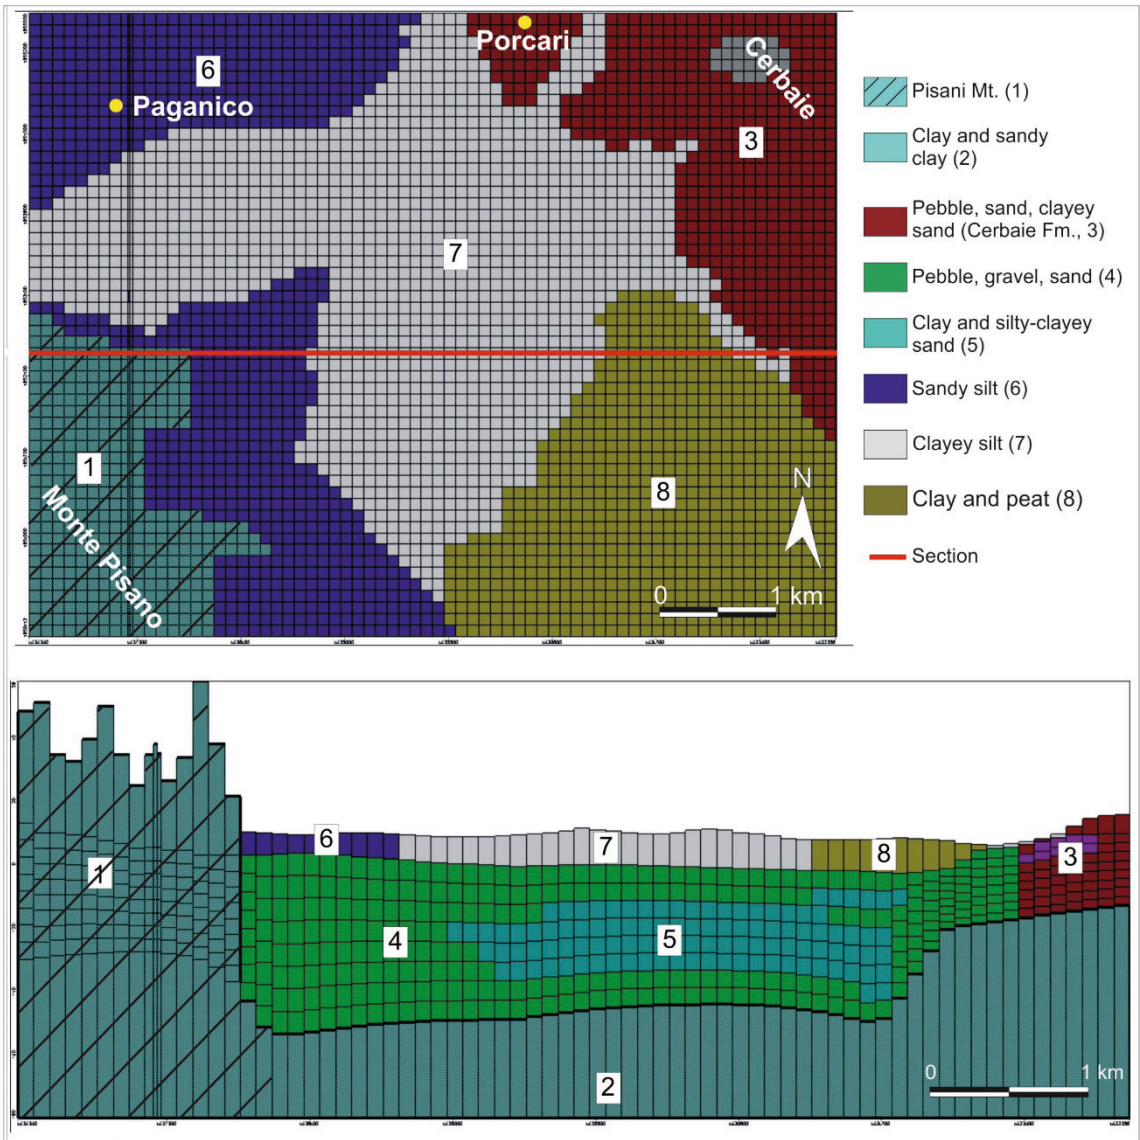 Porcari
Cerbaie
6
Paganico
3
7
1
8
N
Monte Pisano
0 1 km
Pisani Mt. (1)
Clay and sandy
clay (2)
Pebble, sand, clayey
sand (Cerbaie Fm., 3)
Pebble, gravel, sand (4)
Clay and silty-clayey
sand (5)
Sandy silt (6)
Clayey silt (7)
Clay and peat (8)
Section
6
7
8
3
1
4
5
2
0 1 km